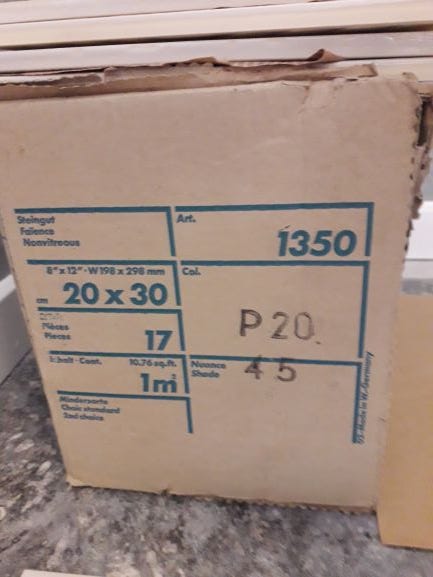 Steingut
Faïence
Nonvitreous
Art.
1350
8"x 12"·W198 x 298 mm
cm 20 x 30
Col.
P 20.
Pièces
Pieces
17
Inhalt·Cont. 10.76 sq.ft.
1m²
Nuance
Shade
45
Mindersorte
Choix standard
2nd choice
Made in W.-Germany